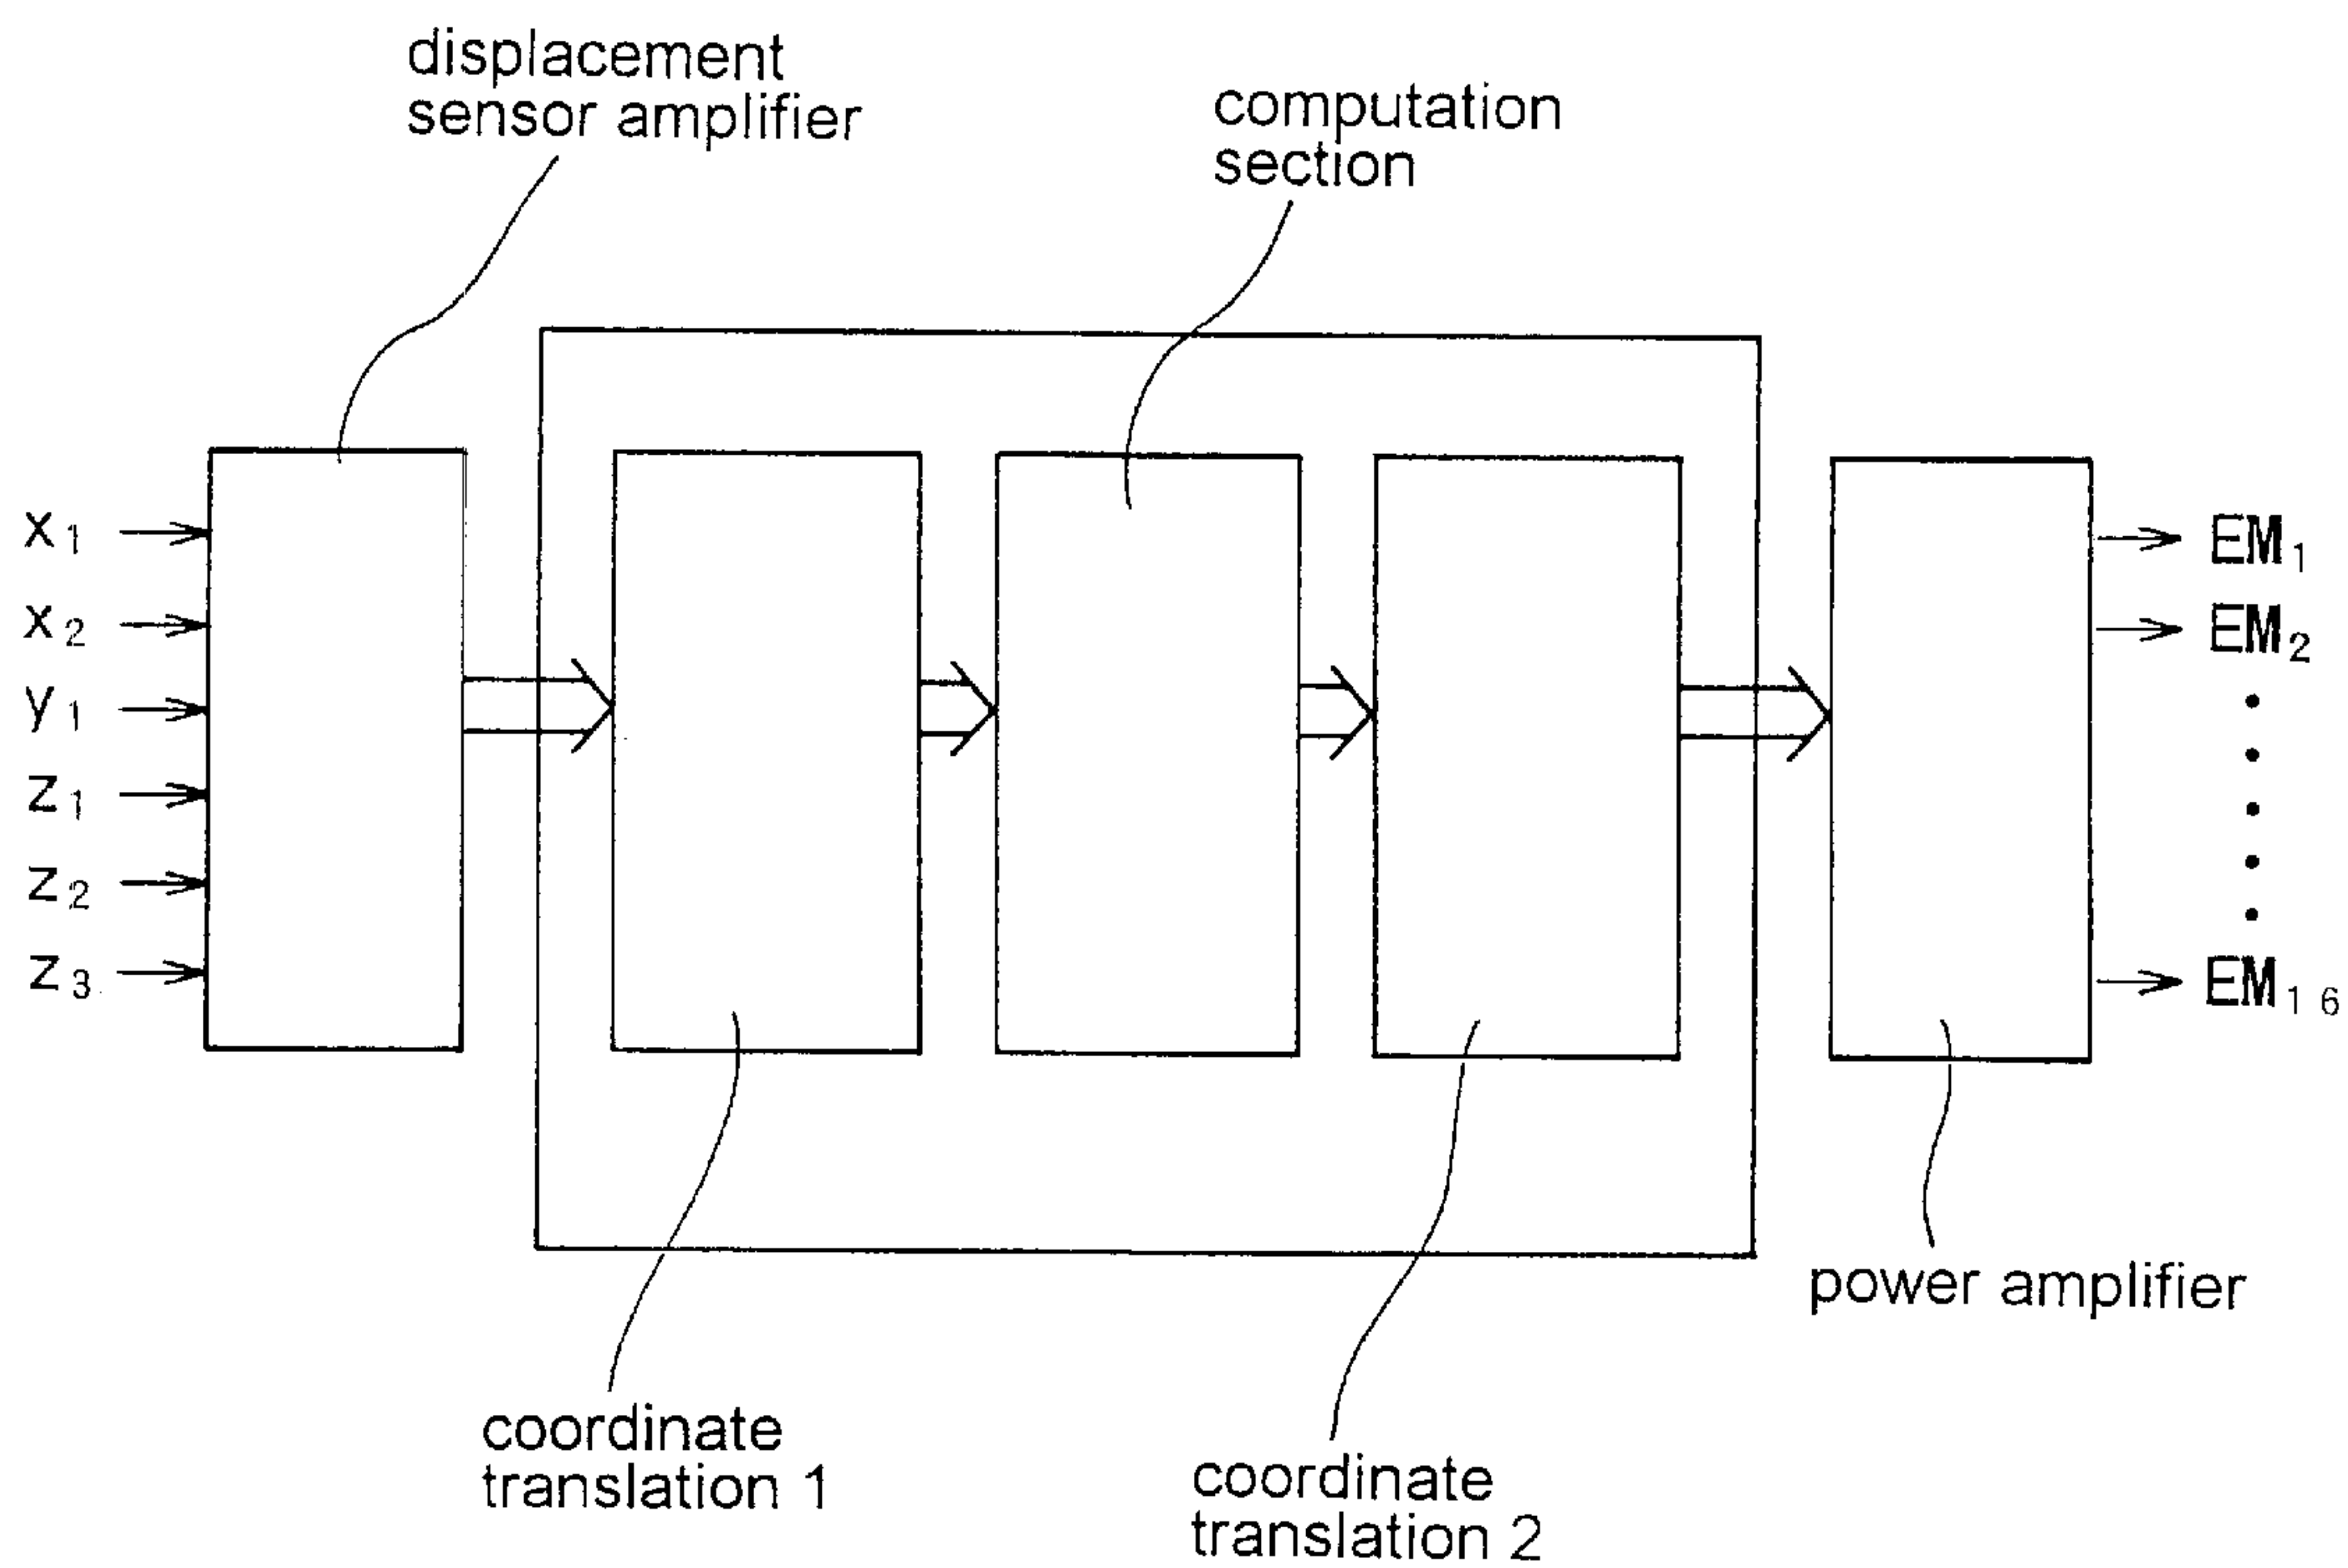 displacement
sensor amplifier
computation
section
x₁
x₂
y₁
z₁
z₂
z₃
EM₁
EM₂
EM₁₆
power amplifier
coordinate
translation 1
coordinate
translation 2